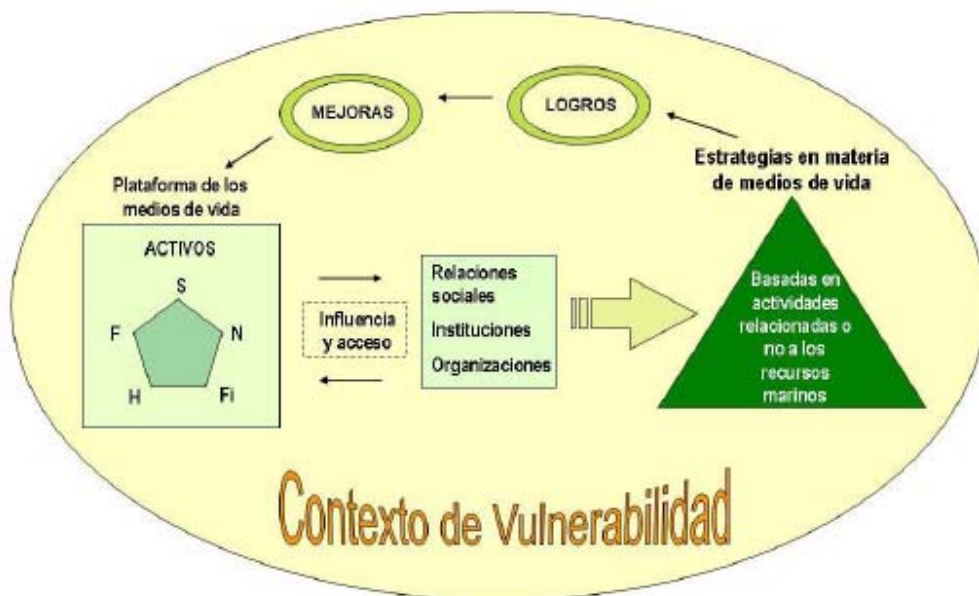 MEJORAS
LOGROS
Estrategias en materia
de medios de vida
Plataforma de los
medios de vida
ACTIVOS
S
F
N
H
Fi
Influencia
y acceso
Relaciones
sociales
Instituciones
Organizaciones
Basadas en
actividades
relacionadas o
no a los
recursos
marinos
Contexto de Vulnerabilidad